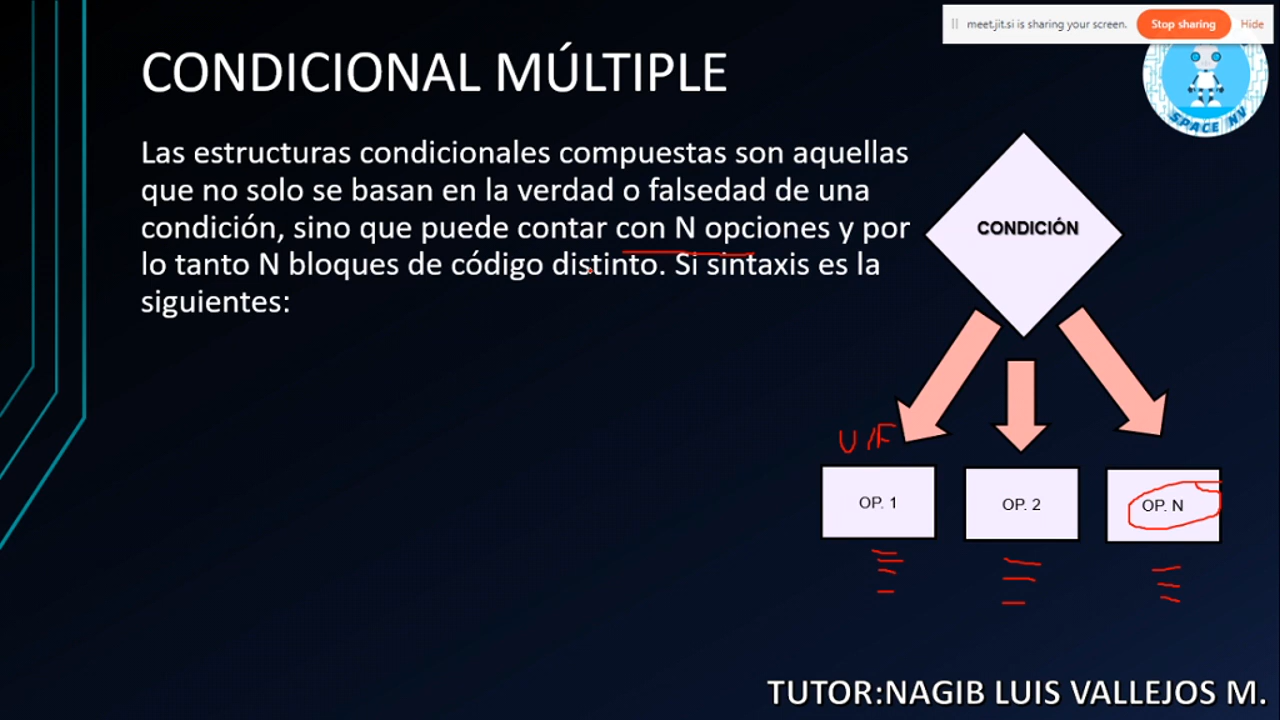 meet.jit.si is sharing your screen. Stop sharing Hide
CONDICIONAL MÚLTIPLE
SPACE NV
Las estructuras condicionales compuestas son aquellas
que no solo se basan en la verdad o falsedad de una
condición, sino que puede contar con N opciones y por
lo tanto N bloques de código distinto. Si sintaxis es la
siguientes:
CONDICIÓN
V/F
OP. 1
OP. 2
OP. N
TUTOR:NAGIB LUIS VALLEJOS M.